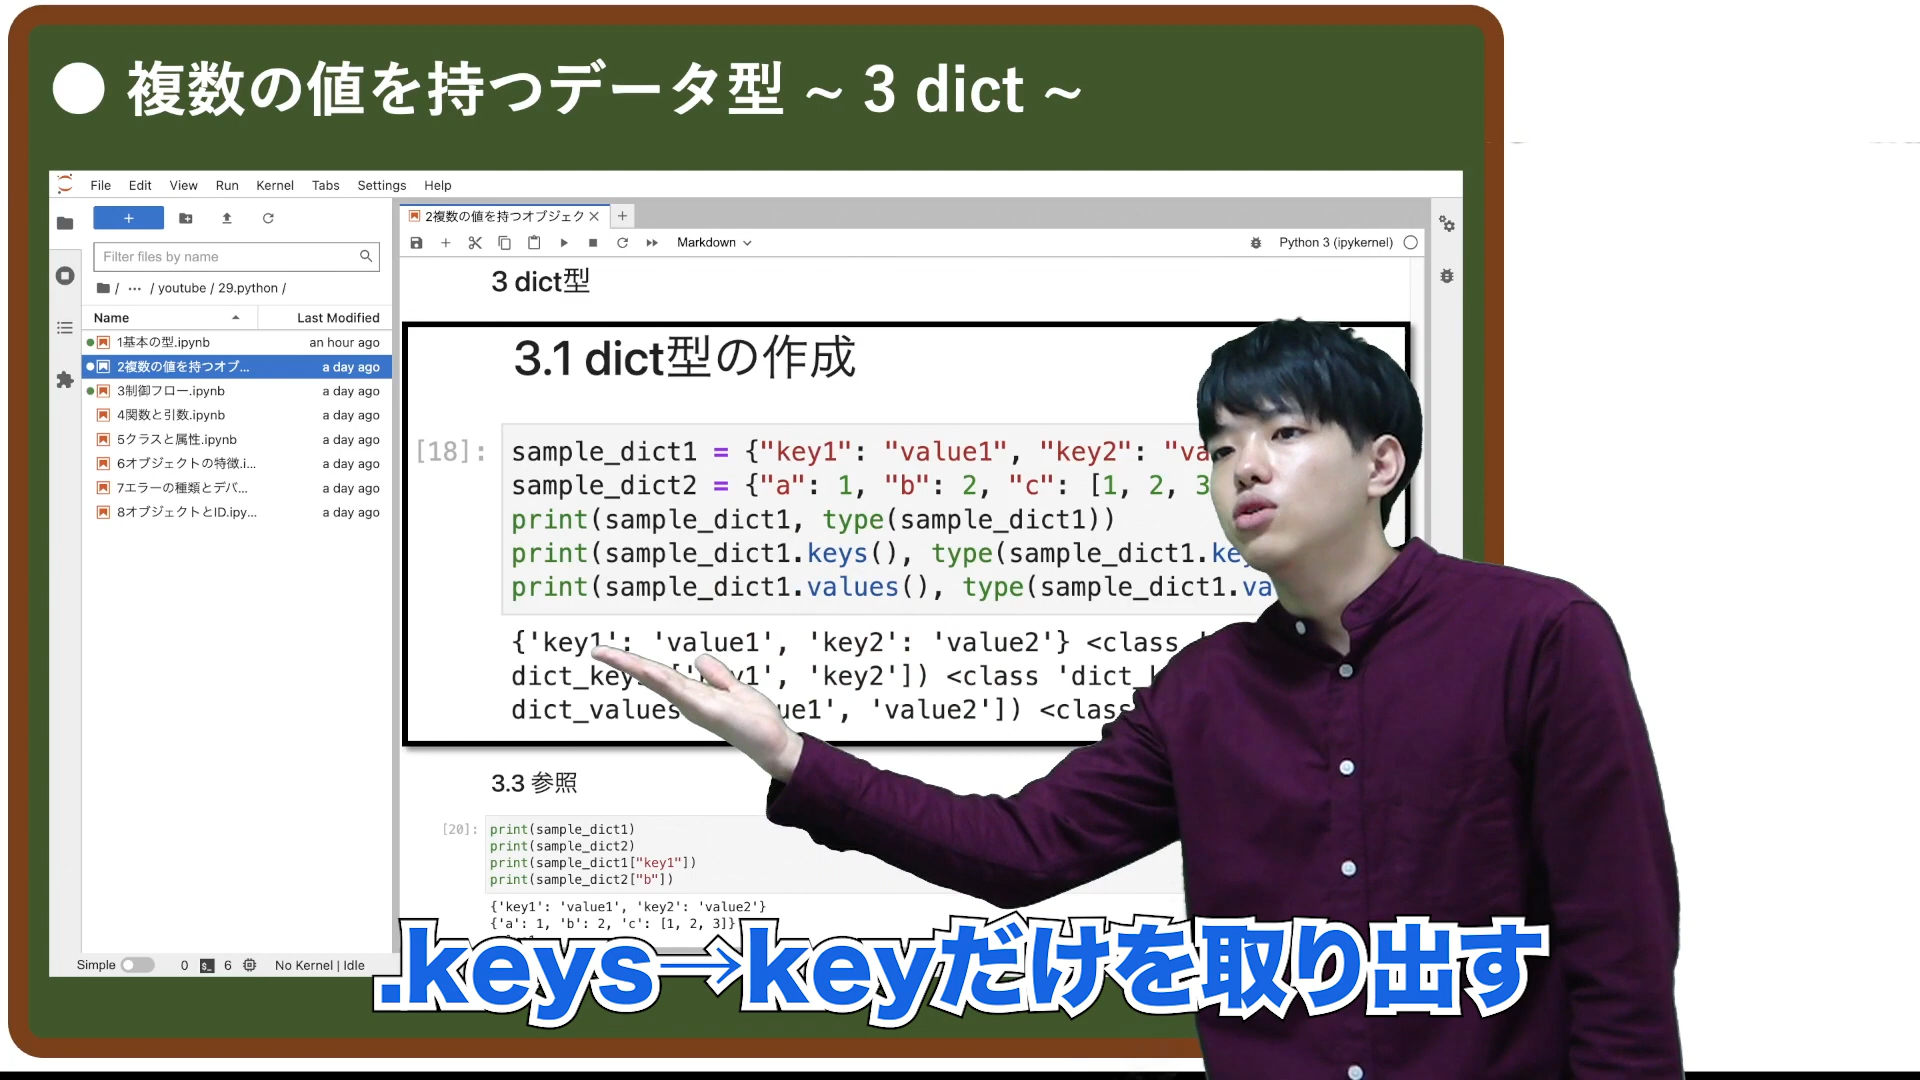 ● 複数の値を持つデータ型 ~ 3 dict ~
File Edit View Run Kernel Tabs Settings Help
2複数の値を持つオブジェク
Filter files by name
Markdown
Python 3 (ipykernel)
/ … / youtube / 29.python /
Name Last Modified
1基本の型.ipynb an hour ago
2複数の値を持つオブ... a day ago
3制御フロー.ipynb a day ago
4関数と引数.ipynb a day ago
5クラスと属性.ipynb a day ago
6オブジェクトの特徴.i... a day ago
7エラーの種類とデバ... a day ago
8オブジェクトとID.ipy... a day ago
Simple 0 6 No Kernel | Idle
3 dict型
3.1 dict型の作成
[18]:
sample_dict1 = {"key1": "value1", "key2": "va
sample_dict2 = {"a": 1, "b": 2, "c": [1, 2, 3
print(sample_dict1, type(sample_dict1))
print(sample_dict1.keys(), type(sample_dict1.ke
print(sample_dict1.values(), type(sample_dict1.va
{'key1': 'value1', 'key2': 'value2'} <class
dict_key 'key2']) <class 'dict_
dict_values 'value2']) <class
3.3 参照
[20]:
print(sample_dict1)
print(sample_dict2)
print(sample_dict1["key1"])
print(sample_dict2["b"])
{'key1': 'value1', 'key2': 'value2'}
{'a': 1, 'b': 2, 'c': [1, 2, 3]}
.keys→keyだけを取り出す